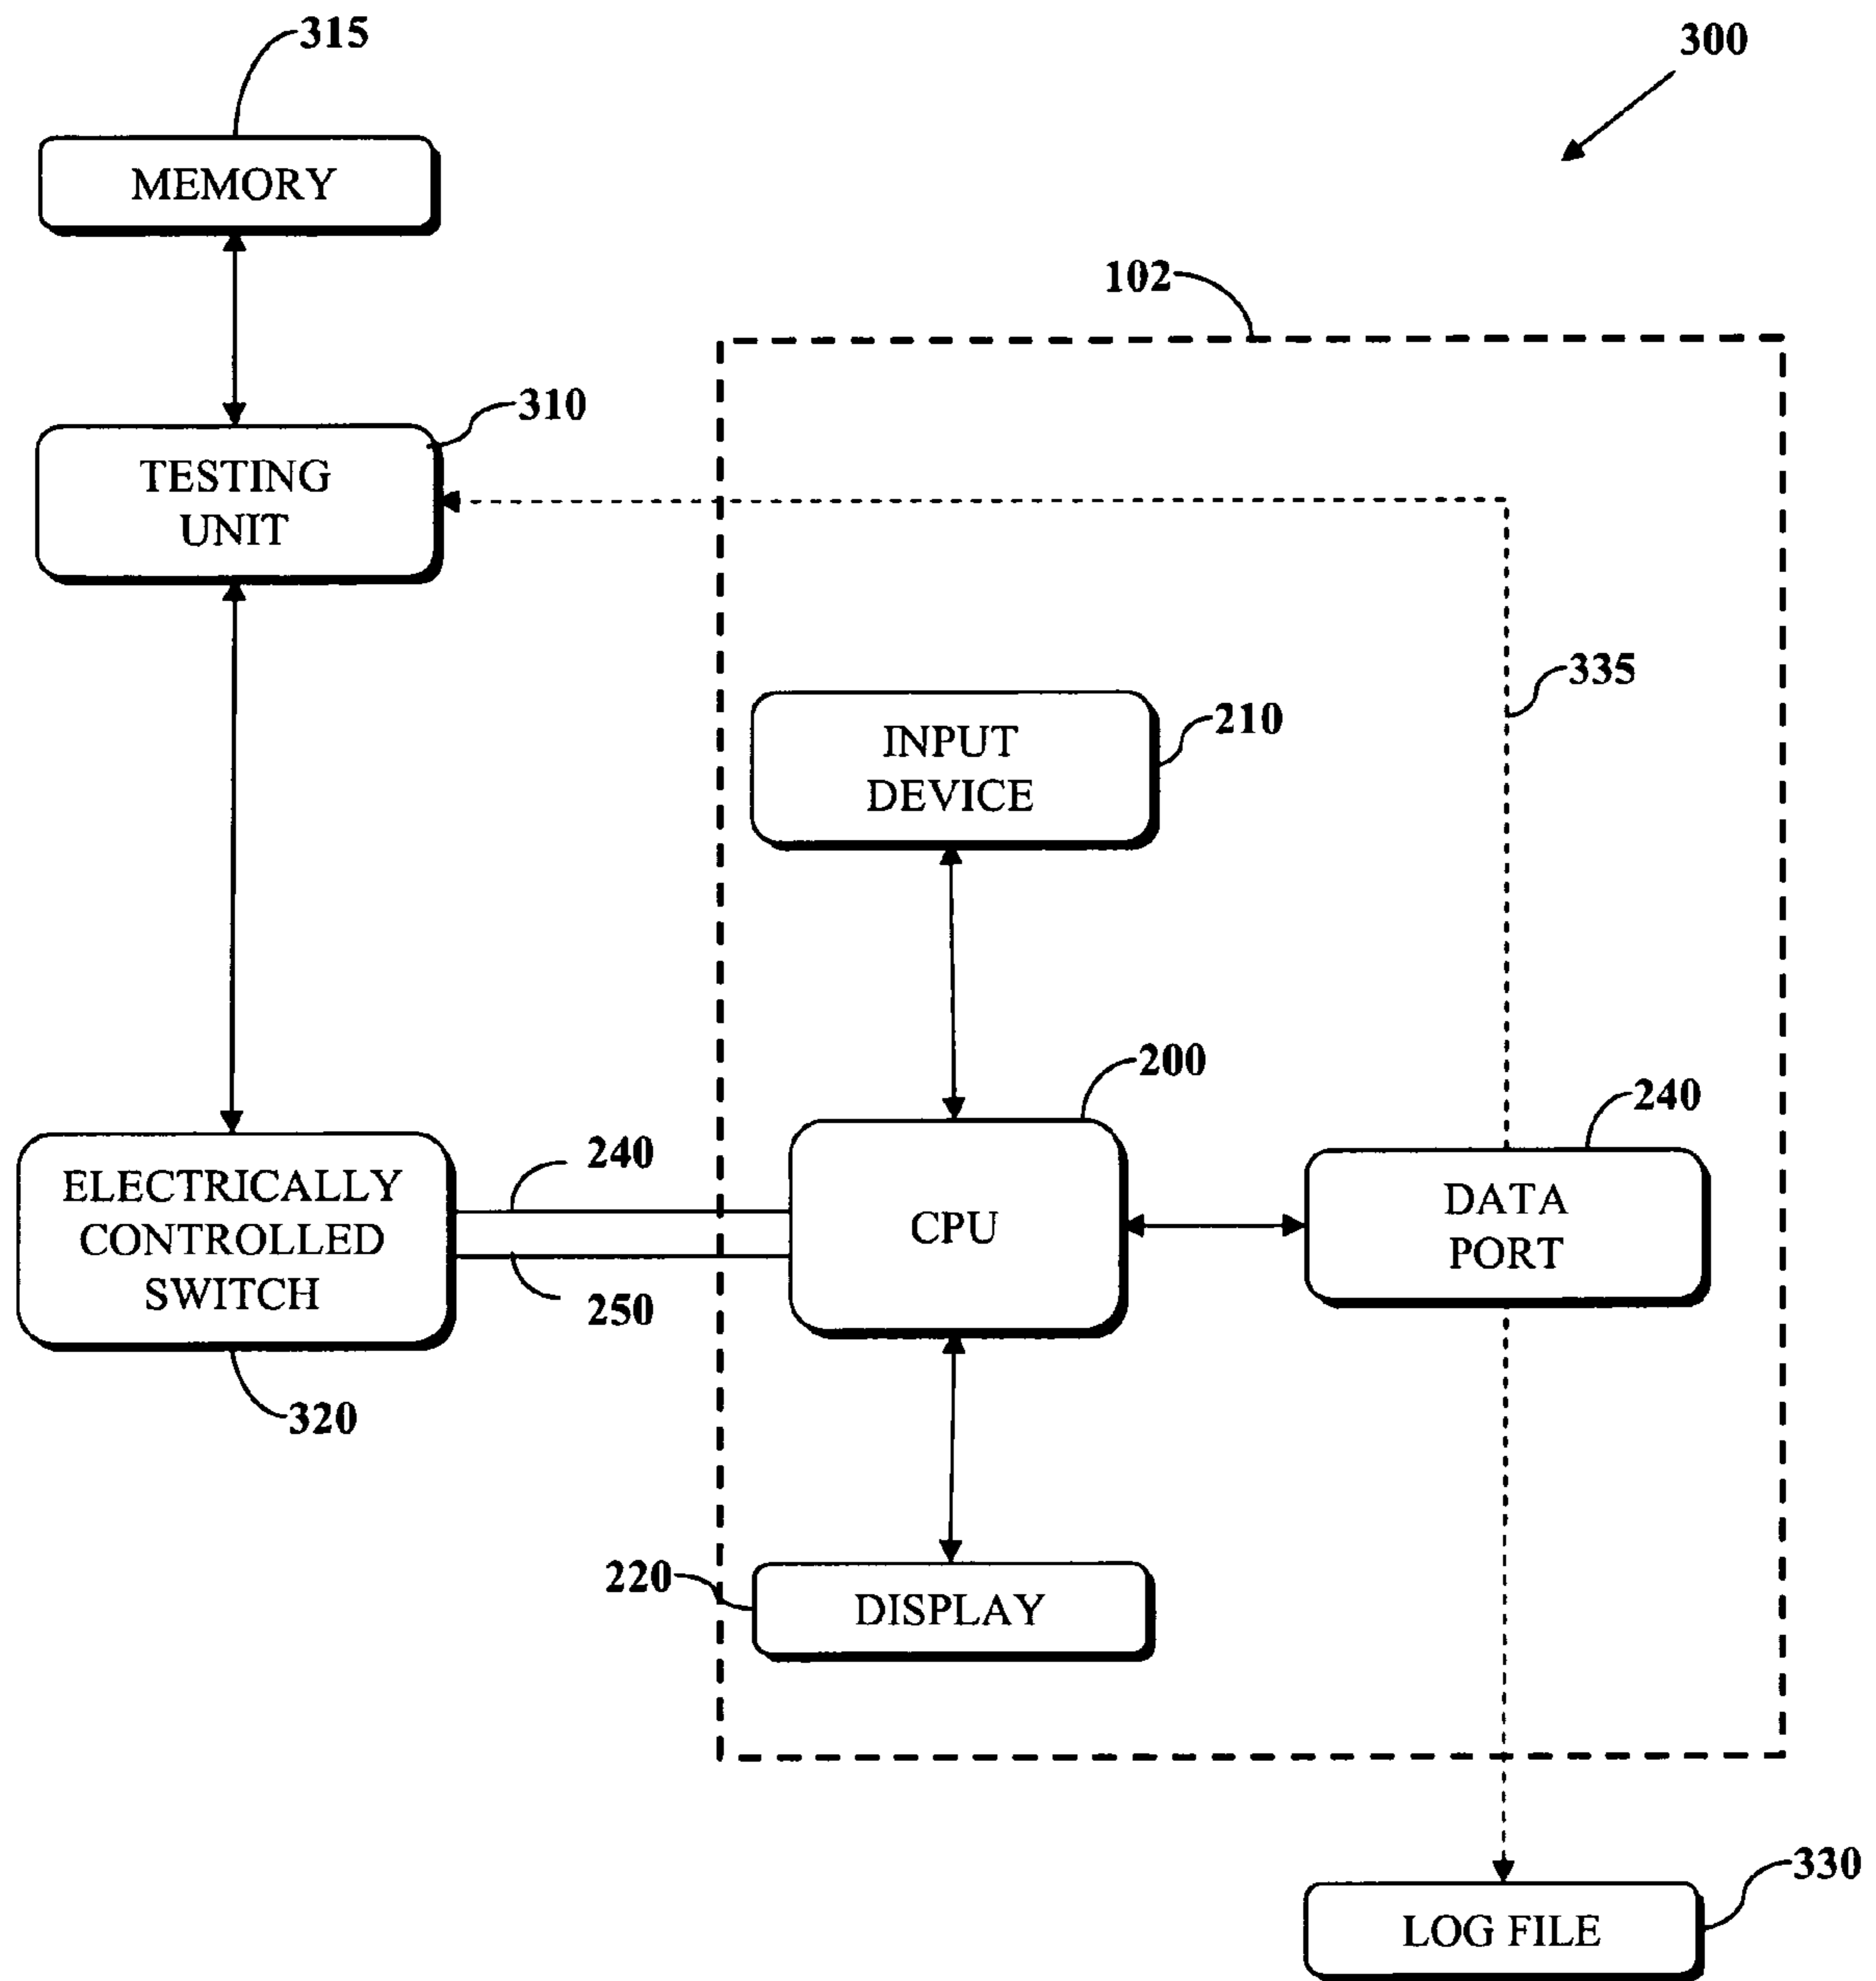 315
300
MEMORY
102
310
TESTING
UNIT
335
210
INPUT
DEVICE
200
240
240
ELECTRICALLY
CONTROLLED
SWITCH
CPU
DATA
PORT
250
320
220
DISPLAY
330
LOG FILE